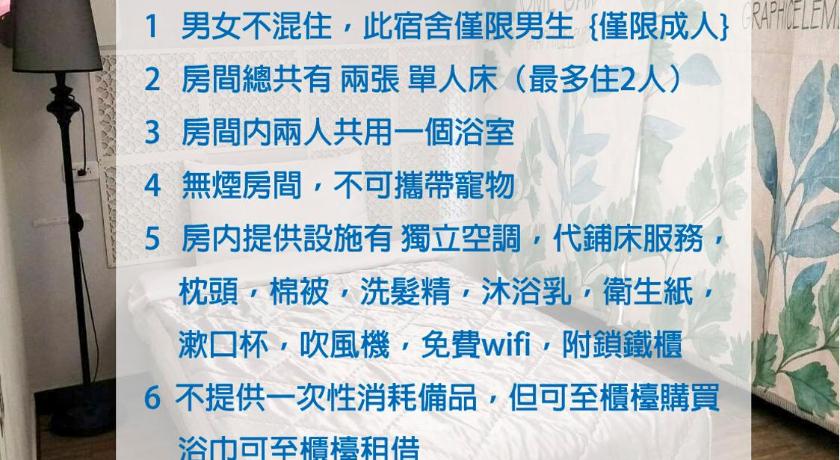 OME GAR
GRAPHICELEN
1 男女不混住，此宿舍僅限男生 {僅限成人}
2 房間總共有 兩張 單人床（最多住2人）
3 房間内兩人共用一個浴室
4 無煙房間，不可攜帶寵物
5 房内提供設施有 獨立空調，代鋪床服務，
枕頭，棉被，洗髮精，沐浴乳，衛生紙，
漱口杯，吹風機，免費wifi，附鎖鐵櫃
6 不提供一次性消耗備品，但可至櫃檯購買
浴巾可至櫃檯租借